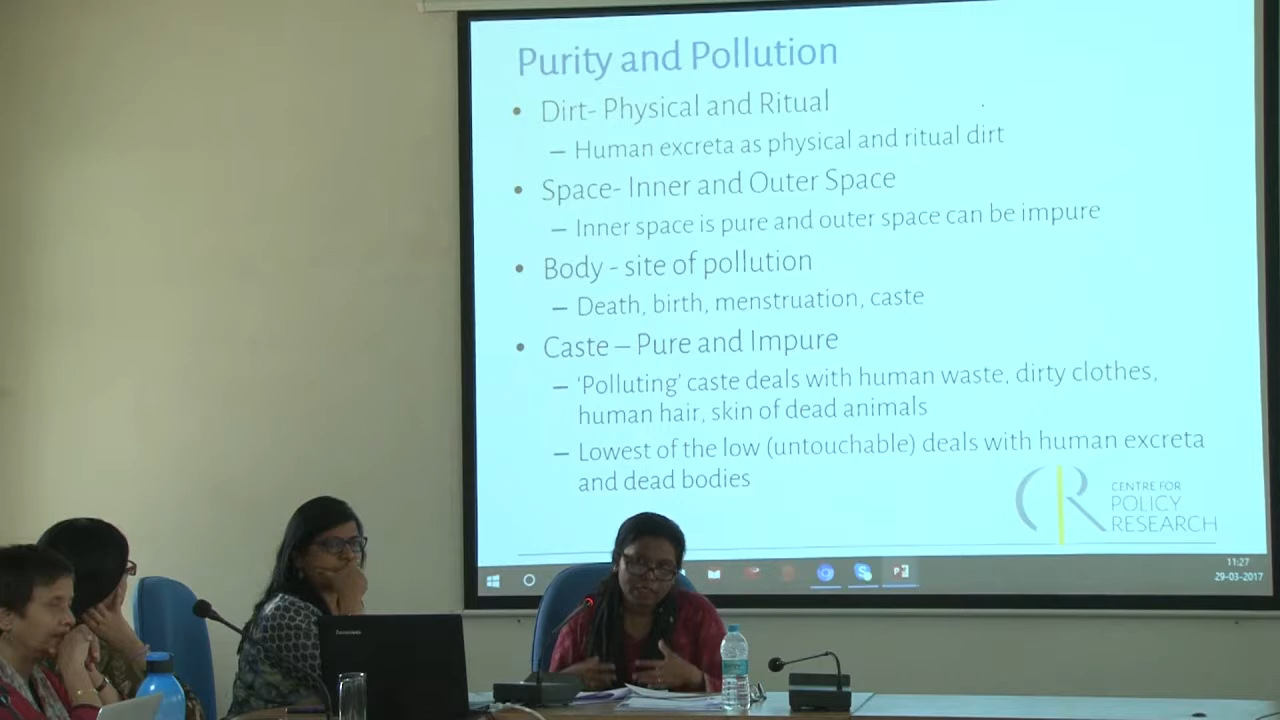 Purity and Pollution
• Dirt- Physical and Ritual
– Human excreta as physical and ritual dirt
• Space- Inner and Outer Space
– Inner space is pure and outer space can be impure
• Body - site of pollution
– Death, birth, menstruation, caste
• Caste – Pure and Impure
– ‘Polluting’ caste deals with human waste, dirty clothes,
human hair, skin of dead animals
– Lowest of the low (untouchable) deals with human excreta
and dead bodies
CENTRE FOR
POLICY
RESEARCH
11:27
29-03-2017